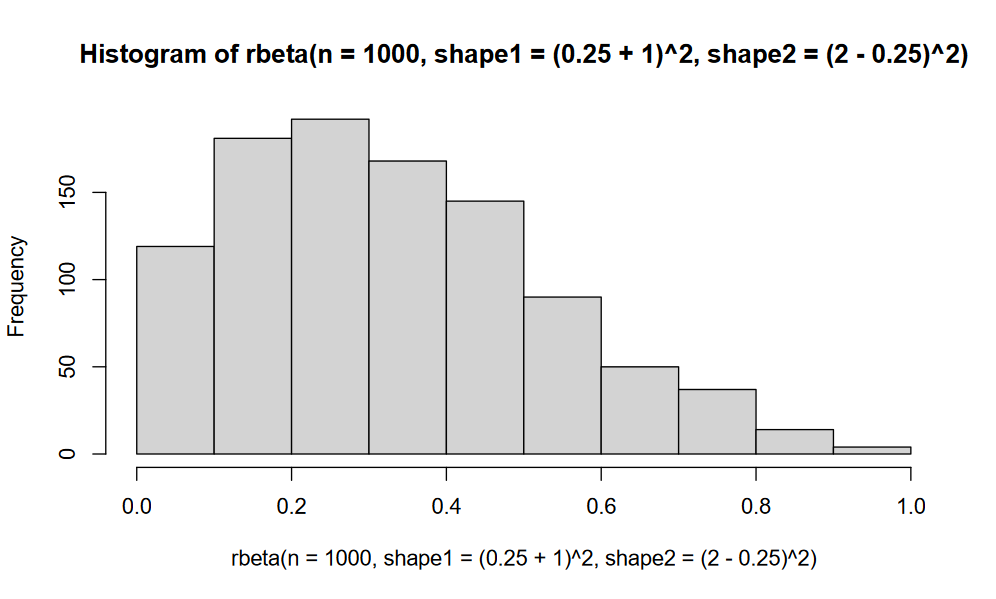 Histogram of rbeta(n = 1000, shape1 = (0.25 + 1)^2, shape2 = (2 - 0.25)^2)
Frequency
150
100
50
0
0.0 0.2 0.4 0.6 0.8 1.0
rbeta(n = 1000, shape1 = (0.25 + 1)^2, shape2 = (2 - 0.25)^2)